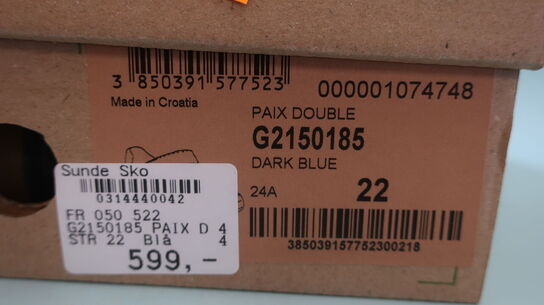 3 850391 577523
000001074748
Made in Croatia
PAIX DOUBLE
G2150185
DARK BLUE
24A
22
385039157752300218
Sunde Sko
0314440042
FR 050 522
G2150185 PAIX D 4
STR 22 Blå 4
599,-